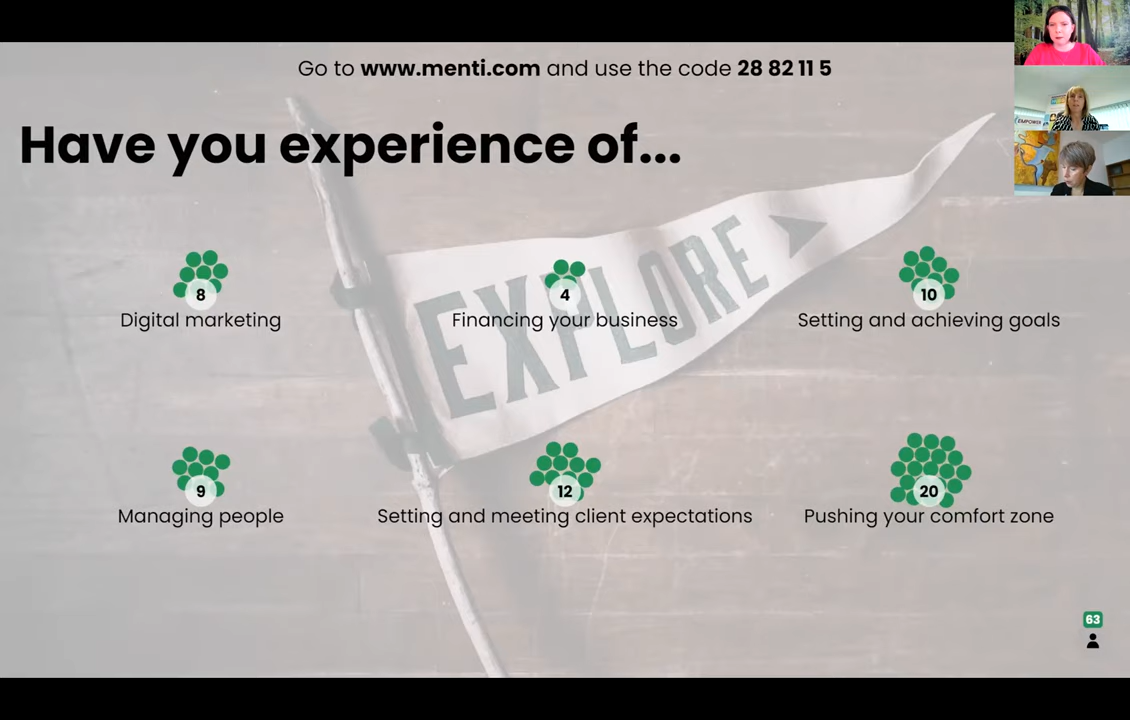 Go to www.menti.com and use the code 28 82 11 5
Have you experience of...
EMPOWER
EXPLORE
8
Digital marketing
4
Financing your business
10
Setting and achieving goals
9
Managing people
12
Setting and meeting client expectations
20
Pushing your comfort zone
63